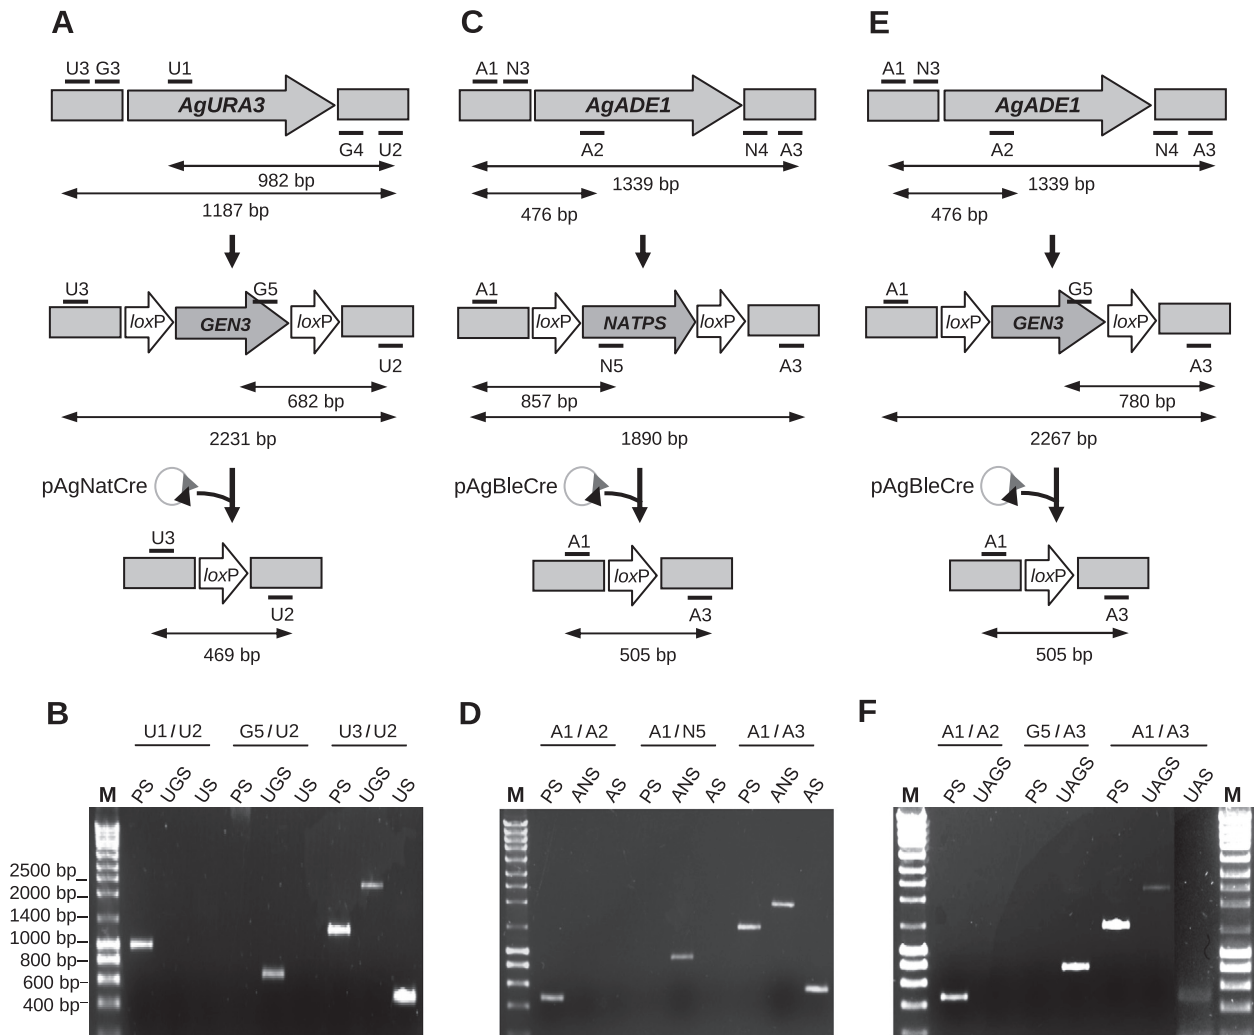 A
C
E
U3 G3 U1
A1 N3
A1 N3
AgURA3
AgADE1
AgADE1
G4 U2
A2 N4 A3
A2 N4 A3
982 bp
1187 bp
1339 bp
476 bp
1339 bp
476 bp
U3 G5
A1
A1 G5
loxP GEN3 loxP
loxP NATPS loxP
loxP GEN3 loxP
U2
N5 A3
A3
682 bp
2231 bp
857 bp
1890 bp
780 bp
2267 bp
pAgNatCre
pAgBleCre
pAgBleCre
U3
A1
A1
loxP
loxP
loxP
U2
A3
A3
469 bp
505 bp
505 bp
B
U1/U2 G5/U2 U3/U2
M PS UGS US PS UGS US PS UGS US
2500 bp
2000 bp
1400 bp
1000 bp
800 bp
600 bp
400 bp
D
A1/A2 A1/N5 A1/A3
M PS ANS AS PS ANS AS PS ANS AS
F
A1/A2 G5/A3 A1/A3
M PS UAGS PS UAGS PS UAGS UAS M